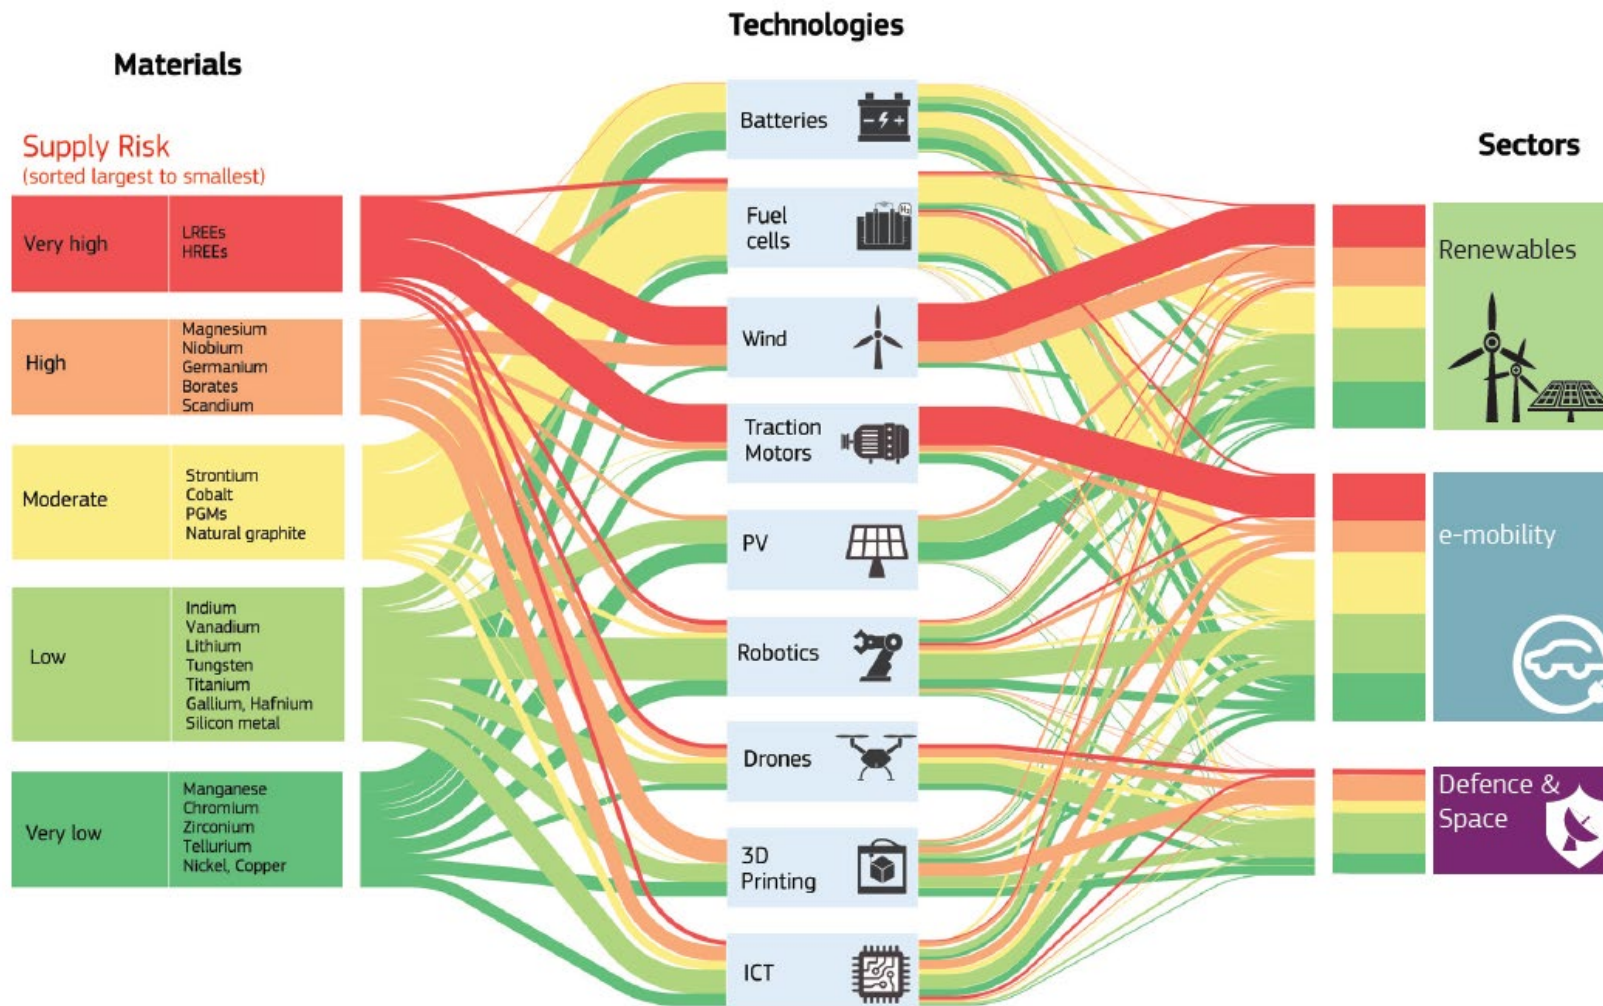 Technologies
Materials
Supply Risk
(sorted largest to smallest)
Very high
LREEs
HREEs
High
Magnesium
Niobium
Germanium
Borates
Scandium
Moderate
Strontium
Cobalt
PGMs
Natural graphite
Low
Indium
Vanadium
Lithium
Tungsten
Titanium
Gallium, Hafnium
Silicon metal
Very low
Manganese
Chromium
Zirconium
Tellurium
Nickel, Copper
Batteries
Fuel
cells
H₂
Wind
Traction
Motors
PV
Robotics
Drones
3D
Printing
ICT
Sectors
Renewables
e-mobility
Defence &
Space